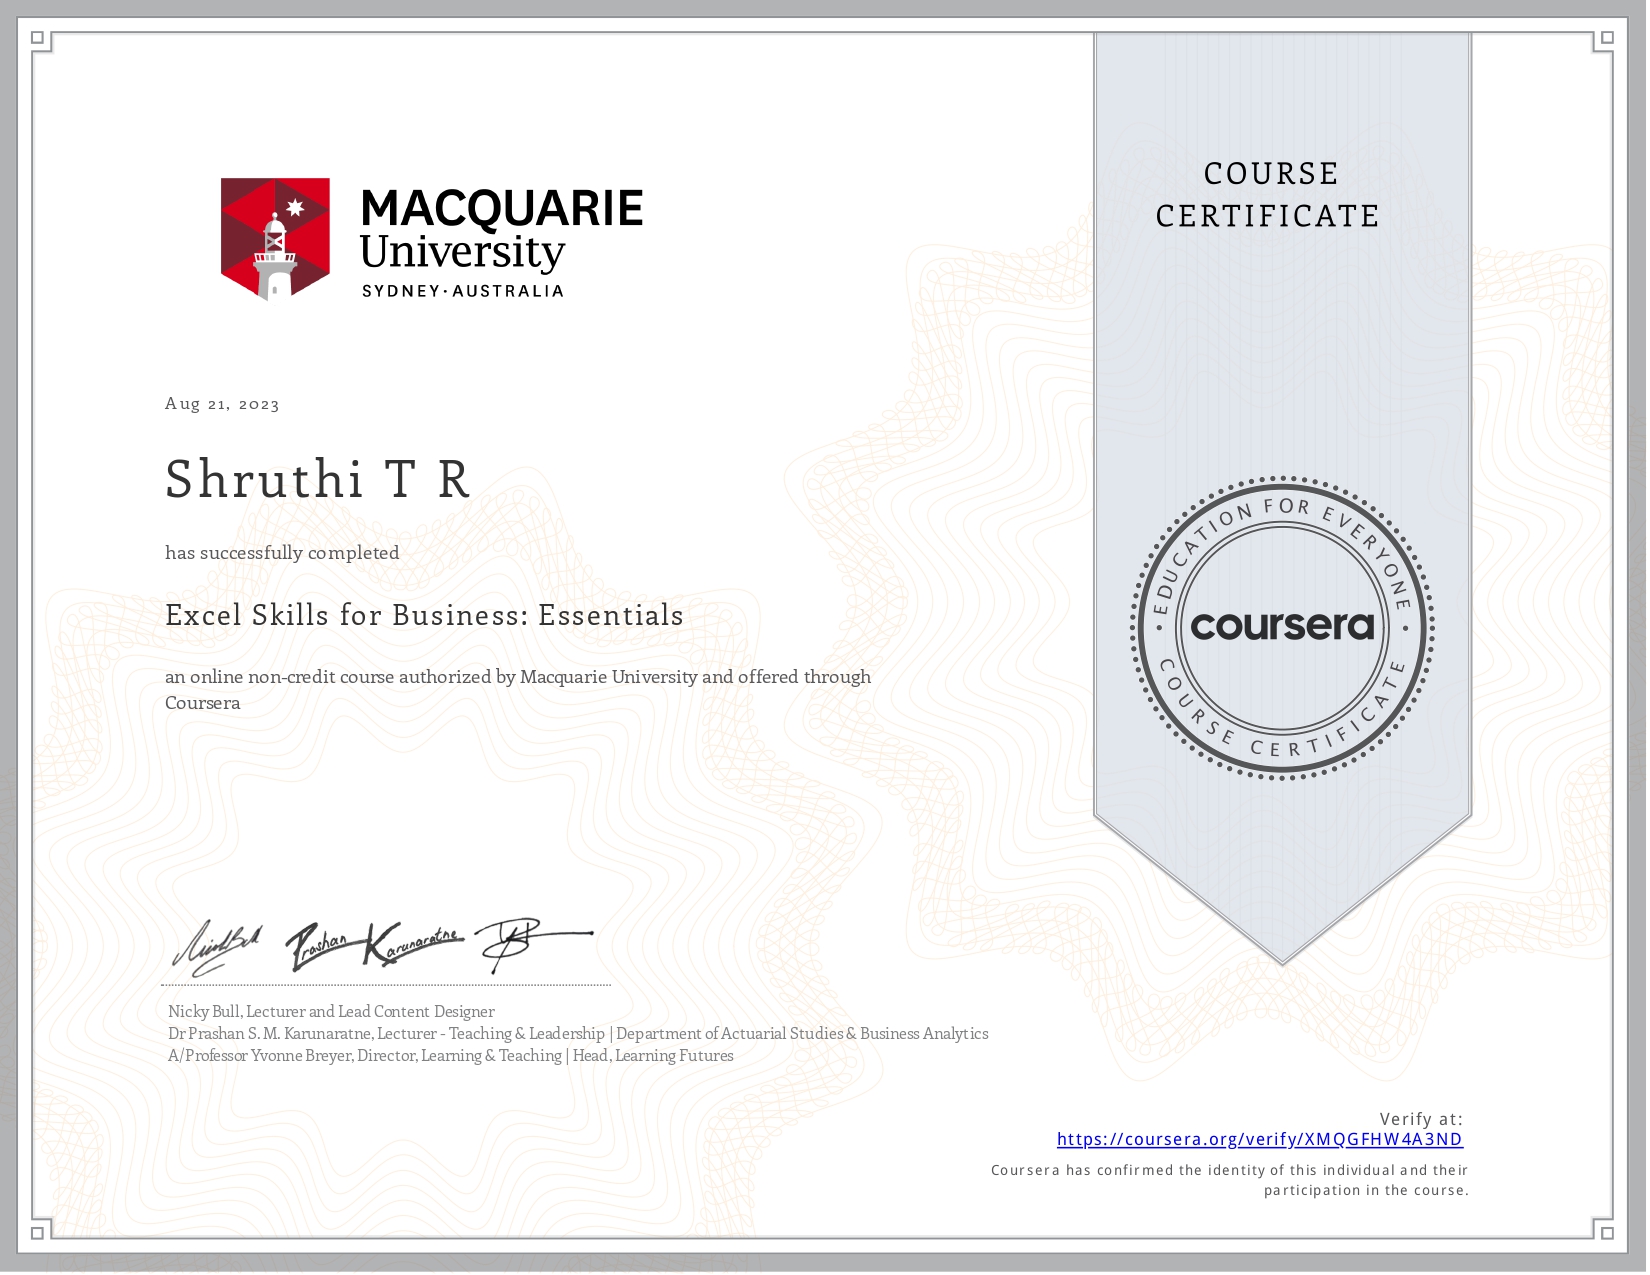 MACQUARIE
University
SYDNEY·AUSTRALIA
COURSE
CERTIFICATE
Aug 21, 2023
Shruthi T R
has successfully completed
Excel Skills for Business: Essentials
an online non-credit course authorized by Macquarie University and offered through
Coursera
EDUCATION FOR EVERYONE
coursera
COURSE CERTIFICATE
Prashan Karunaratne
Nicky Bull, Lecturer and Lead Content Designer
Dr Prashan S. M. Karunaratne, Lecturer - Teaching & Leadership | Department of Actuarial Studies & Business Analytics
A/Professor Yvonne Breyer, Director, Learning & Teaching | Head, Learning Futures
Verify at:
https://coursera.org/verify/XMQGFHW4A3ND
Coursera has confirmed the identity of this individual and their
participation in the course.